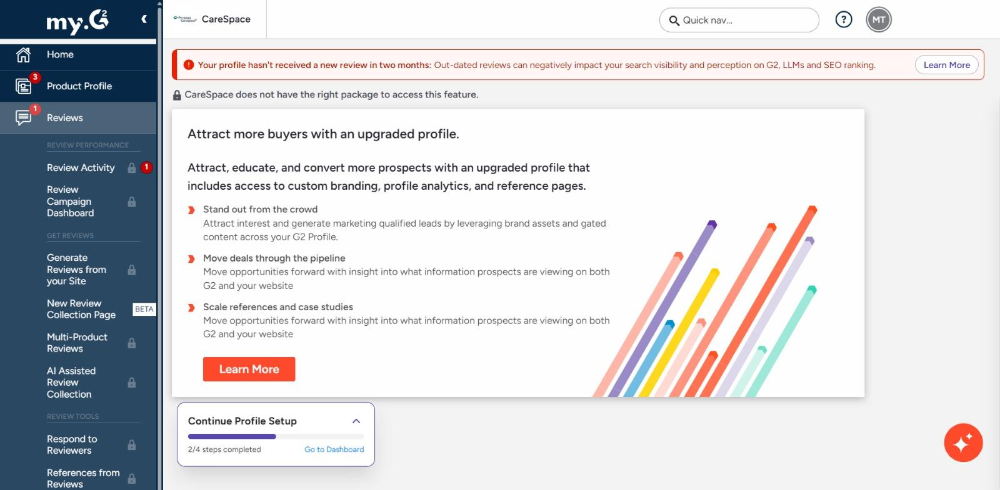 my.G2
Home
3
Product Profile
1
Reviews
REVIEW PERFORMANCE
Review Activity
1
Review
Campaign
Dashboard
GET REVIEWS
Generate
Reviews from
your Site
New Review
Collection Page
BETA
Multi-Product
Reviews
AI Assisted
Review
Collection
REVIEW TOOLS
Respond to
Reviewers
References from
Reviews
Persivia
CareSpace
CareSpace
Quick nav...
?
MT
Your profile hasn't received a new review in two months: Out-dated reviews can negatively impact your search visibility and perception on G2, LLMs and SEO ranking.
Learn More
CareSpace does not have the right package to access this feature.
Attract more buyers with an upgraded profile.
Attract, educate, and convert more prospects with an upgraded profile that
includes access to custom branding, profile analytics, and reference pages.
Stand out from the crowd
Attract interest and generate marketing qualified leads by leveraging brand assets and gated
content across your G2 Profile.
Move deals through the pipeline
Move opportunities forward with insight into what information prospects are viewing on both
G2 and your website
Scale references and case studies
Move opportunities forward with insight into what information prospects are viewing on both
G2 and your website
Learn More
Continue Profile Setup
2/4 steps completed
Go to Dashboard